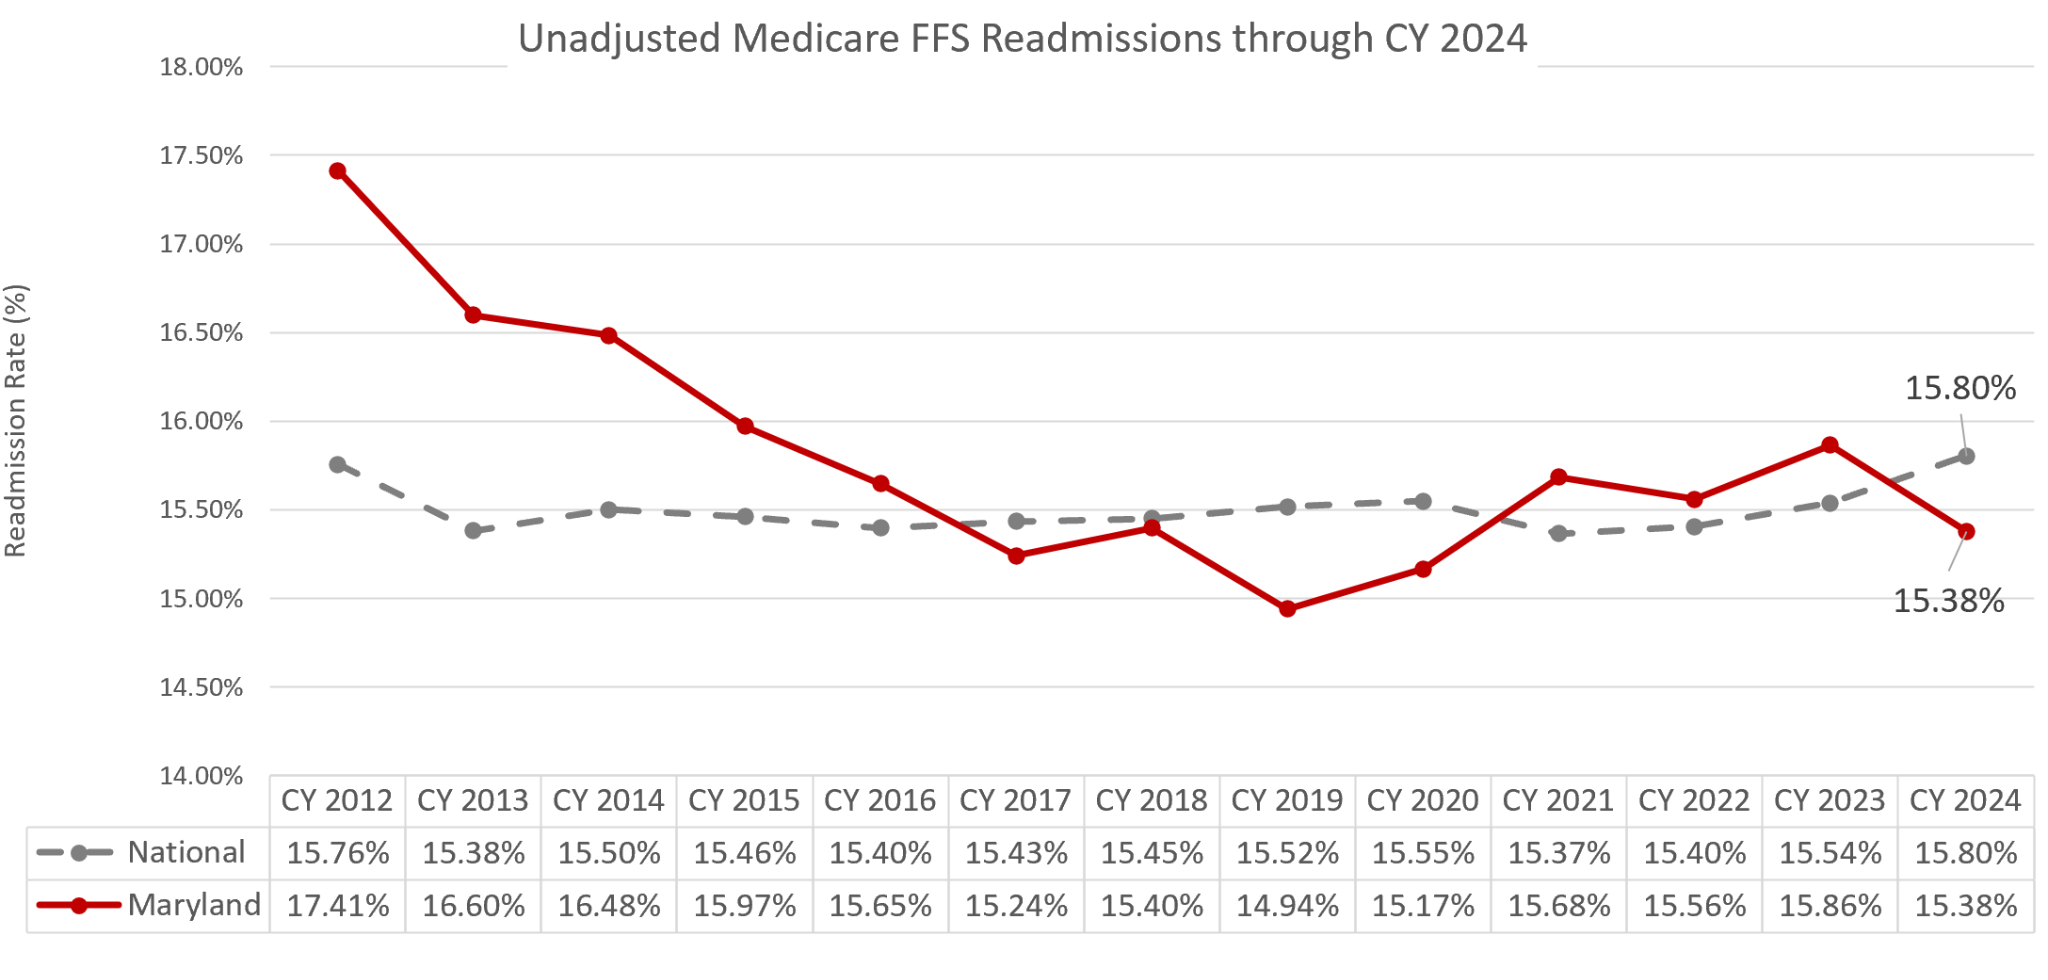 Unadjusted Medicare FFS Readmissions through CY 2024
18.00%
17.50%
17.00%
16.50%
16.00%
15.50%
15.00%
14.50%
14.00%
Readmission Rate (%)
15.80%
15.38%
CY 2012 CY 2013 CY 2014 CY 2015 CY 2016 CY 2017 CY 2018 CY 2019 CY 2020 CY 2021 CY 2022 CY 2023 CY 2024
National 15.76% 15.38% 15.50% 15.46% 15.40% 15.43% 15.45% 15.52% 15.55% 15.37% 15.40% 15.54% 15.80%
Maryland 17.41% 16.60% 16.48% 15.97% 15.65% 15.24% 15.40% 14.94% 15.17% 15.68% 15.56% 15.86% 15.38%